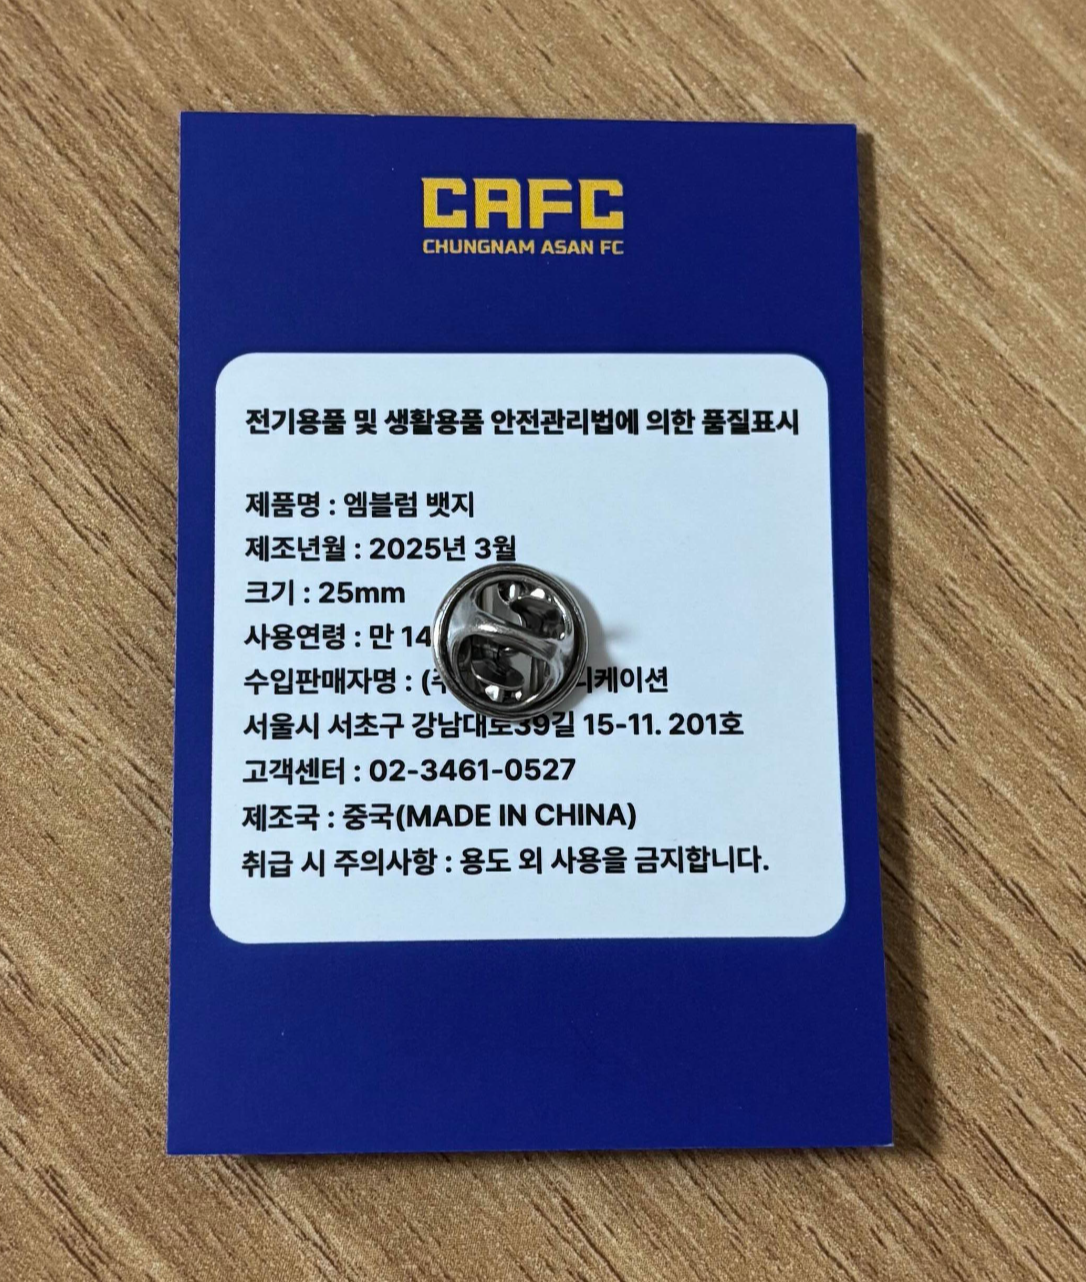 CAFC
CHUNGNAM ASAN FC
전기용품 및 생활용품 안전관리법에 의한 품질표시
제품명 : 엠블럼 뱃지
제조년월 : 2025년 3월
크기 : 25mm
사용연령 : 만 14
수입판매자명 :
서울시 서초구 강남대로39길 15-11. 201호
고객센터 : 02-3461-0527
제조국 : 중국(MADE IN CHINA)
취급 시 주의사항 : 용도 외 사용을 금지합니다.